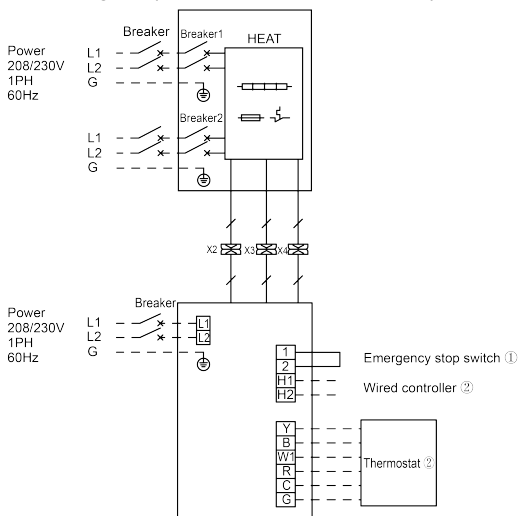 Breaker Breaker1 HEAT
Power
208/230V
1PH
60Hz
L1
L2
G
Breaker2
L1
L2
G
X2 X3 X4
Power
208/230V
1PH
60Hz
Breaker
L1 L1
L2 L2
G
1
2
Emergency stop switch ①
H1
H2
Wired controller ②
Y
B
W1
R
C
G
Thermostat ②